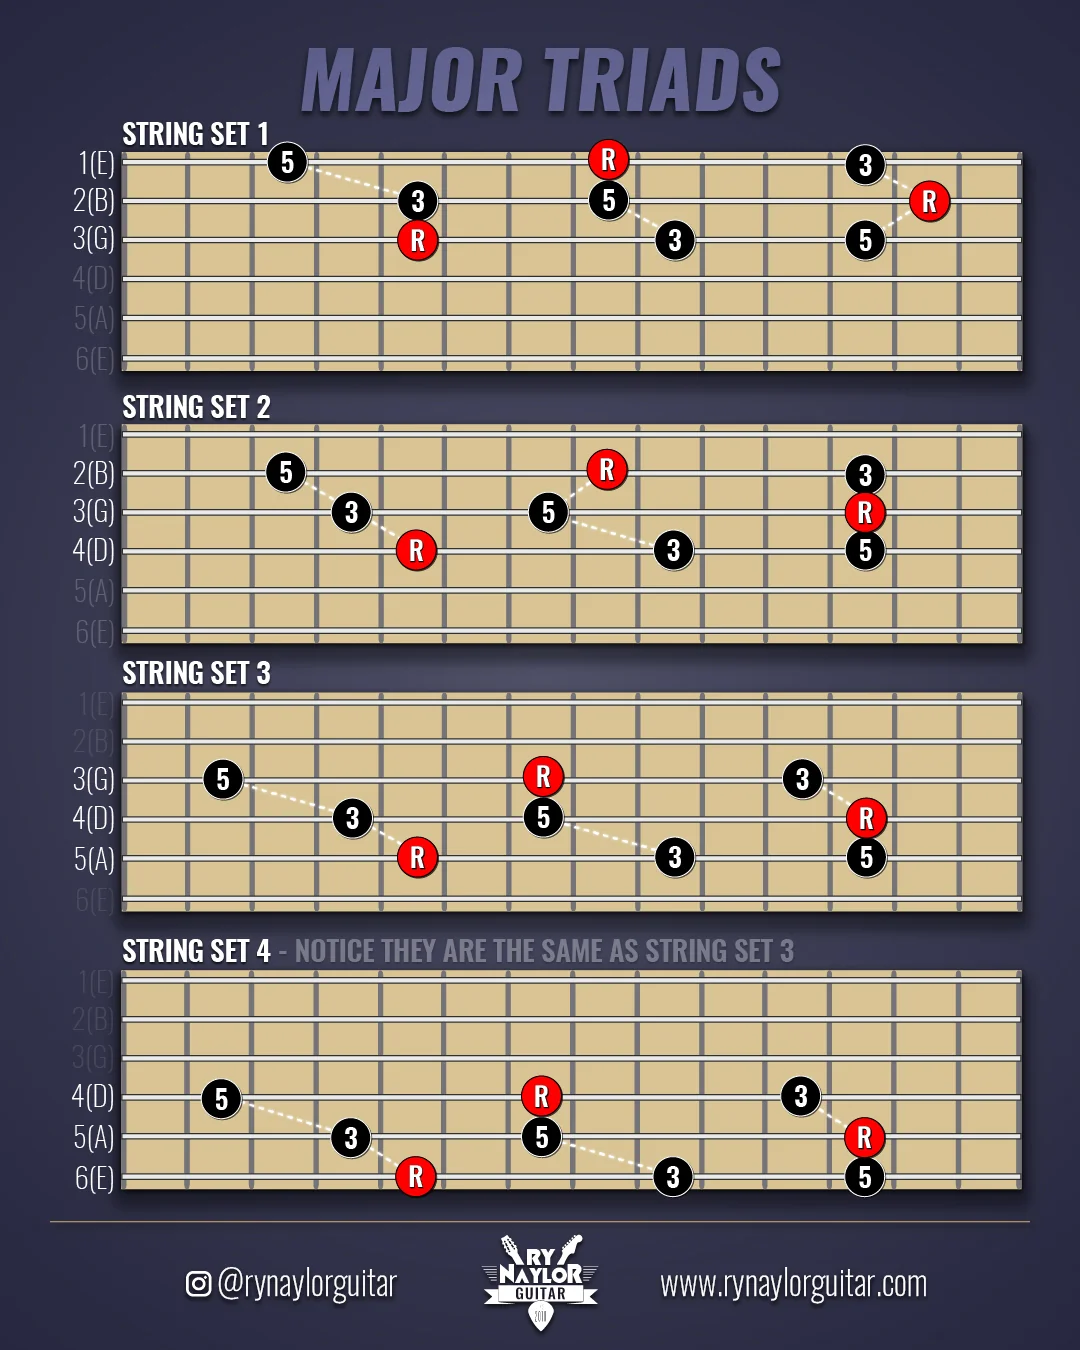 MAJOR TRIADS
STRING SET 1
1(E) 5 R 3
2(B) 3 5 R
3(G) R 3 5
4(D)
5(A)
6(E)
STRING SET 2
1(E)
2(B) 5 R 3
3(G) 3 5 R
4(D) R 3 5
5(A)
6(E)
STRING SET 3
1(E)
2(B)
3(G) 5 R 3
4(D) 3 5 R
5(A) R 3 5
6(E)
STRING SET 4 - NOTICE THEY ARE THE SAME AS STRING SET 3
1(E)
2(B)
3(G)
4(D) 5 R 3
5(A) 3 5 R
6(E) R 3 5
@rynaylorguitar
RY
NAYLOR
GUITAR
2018
www.rynaylorguitar.com